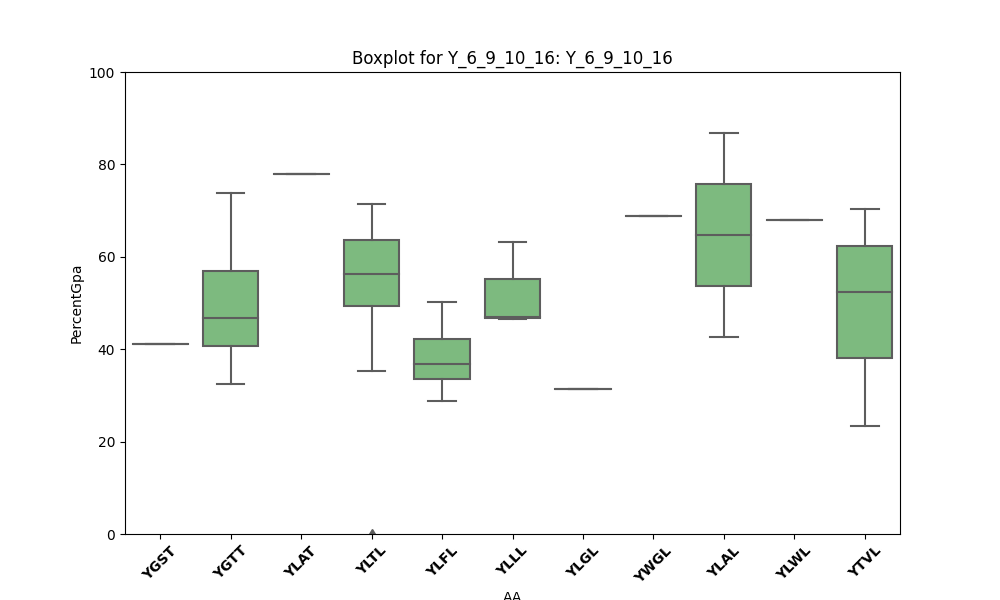 Boxplot for Y_6_9_10_16: Y_6_9_10_16
100
80
60
40
20
0
PercentGpa
YGST YGTT YLAT YLTL YLFL YLLL YLGL YWGL YLAL YLWL YTVL
AA